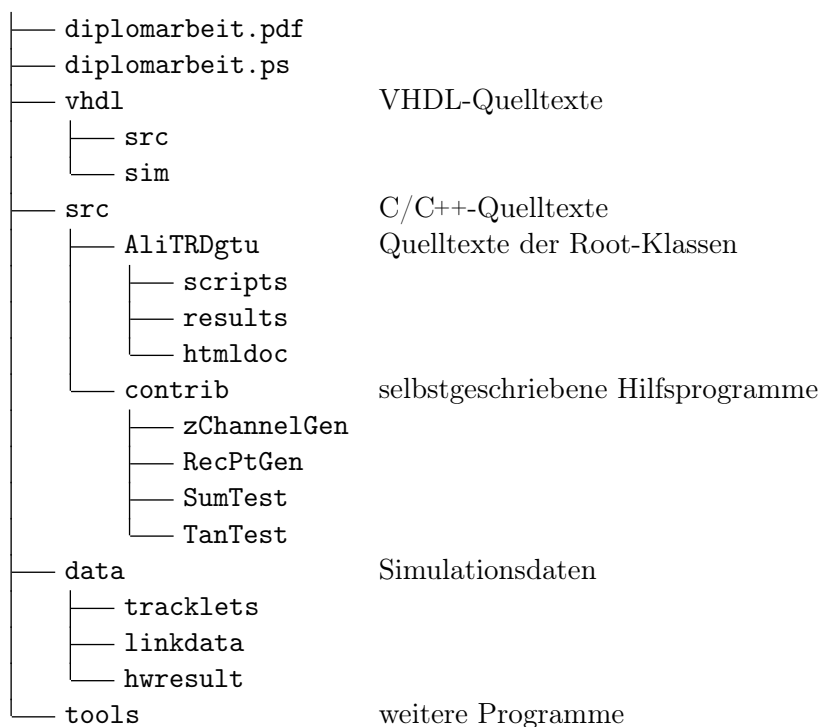 diplomarbeit.pdf
diplomarbeit.ps
vhdl VHDL-Quelltexte
src
sim
src C/C++-Quelltexte
AliTRDgtu Quelltexte der Root-Klassen
scripts
results
htmldoc
contrib selbstgeschriebene Hilfsprogramme
zChannelGen
RecPtGen
SumTest
TanTest
data Simulationsdaten
tracklets
linkdata
hwresult
tools weitere Programme